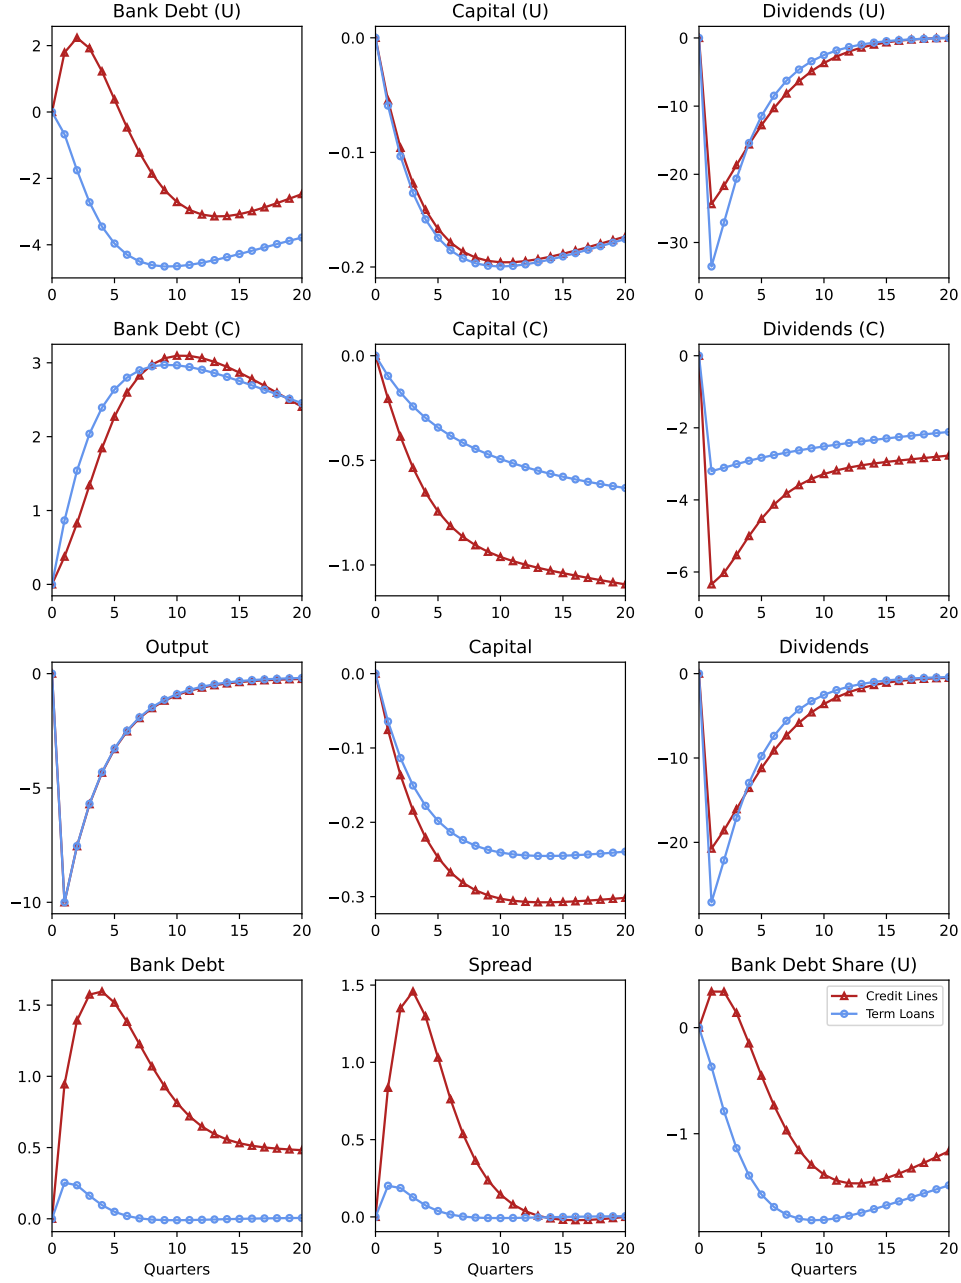 Bank Debt (U)
Capital (U)
Dividends (U)
2
0
−2
−4
0.0
−0.1
−0.2
0
−10
−20
−30
0 5 10 15 20
0 5 10 15 20
0 5 10 15 20
Bank Debt (C)
Capital (C)
Dividends (C)
3
2
1
0
0.0
−0.5
−1.0
0
−2
−4
−6
0 5 10 15 20
0 5 10 15 20
0 5 10 15 20
Output
Capital
Dividends
0
−5
−10
0.0
−0.1
−0.2
−0.3
0
−10
−20
0 5 10 15 20
0 5 10 15 20
0 5 10 15 20
Bank Debt
Spread
Bank Debt Share (U)
1.5
1.0
0.5
0.0
1.5
1.0
0.5
0.0
0
−1
Credit Lines
Term Loans
0 5 10 15 20
0 5 10 15 20
0 5 10 15 20
Quarters
Quarters
Quarters